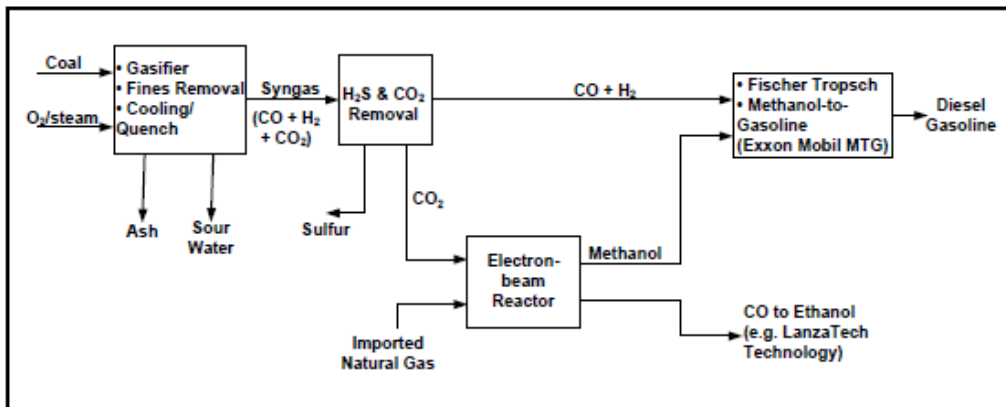 Coal
O₂/steam
• Gasifier
• Fines Removal
• Cooling/
Quench
Ash
Sour
Water
Syngas
(CO + H₂
+ CO₂)
H₂S & CO₂
Removal
Sulfur
CO₂
CO + H₂
Imported
Natural Gas
Electron-
beam
Reactor
Methanol
• Fischer Tropsch
• Methanol-to-
Gasoline
(Exxon Mobil MTG)
Diesel
Gasoline
CO to Ethanol
(e.g. LanzaTech
Technology)